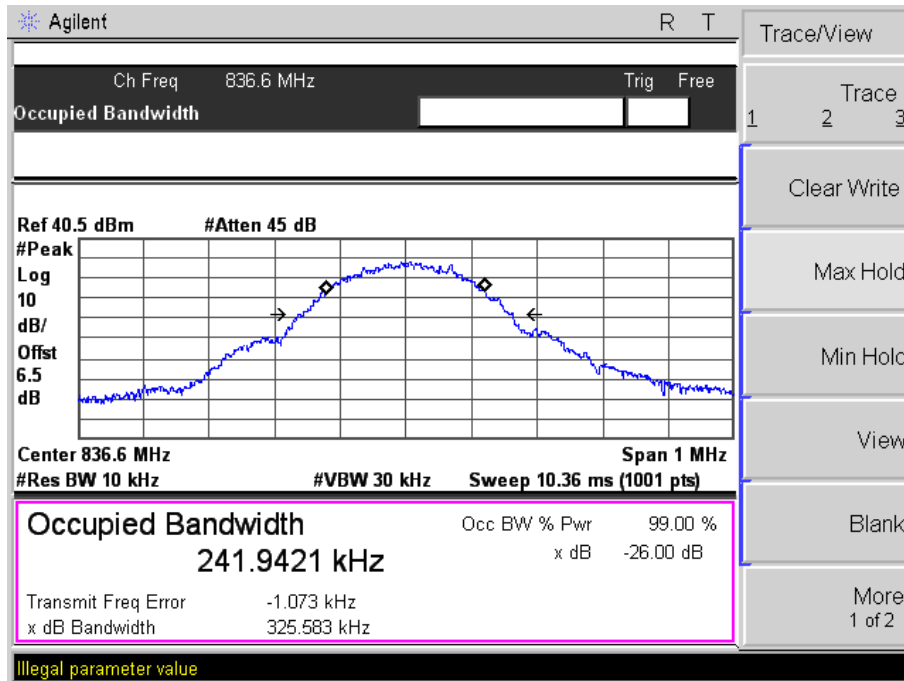 Agilent R T
Ch Freq 836.6 MHz Trig Free
Occupied Bandwidth
Ref 40.5 dBm #Atten 45 dB
#Peak
Log
10
dB/
Offst
6.5
dB
Center 836.6 MHz Span 1 MHz
#Res BW 10 kHz #VBW 30 kHz Sweep 10.36 ms (1001 pts)
Occupied Bandwidth
241.9421 kHz
Occ BW % Pwr 99.00 %
x dB -26.00 dB
Transmit Freq Error -1.073 kHz
x dB Bandwidth 325.583 kHz
Illegal parameter value
Trace/View
Trace
1 2 3
Clear Write
Max Hold
Min Hold
View
Blank
More
1 of 2